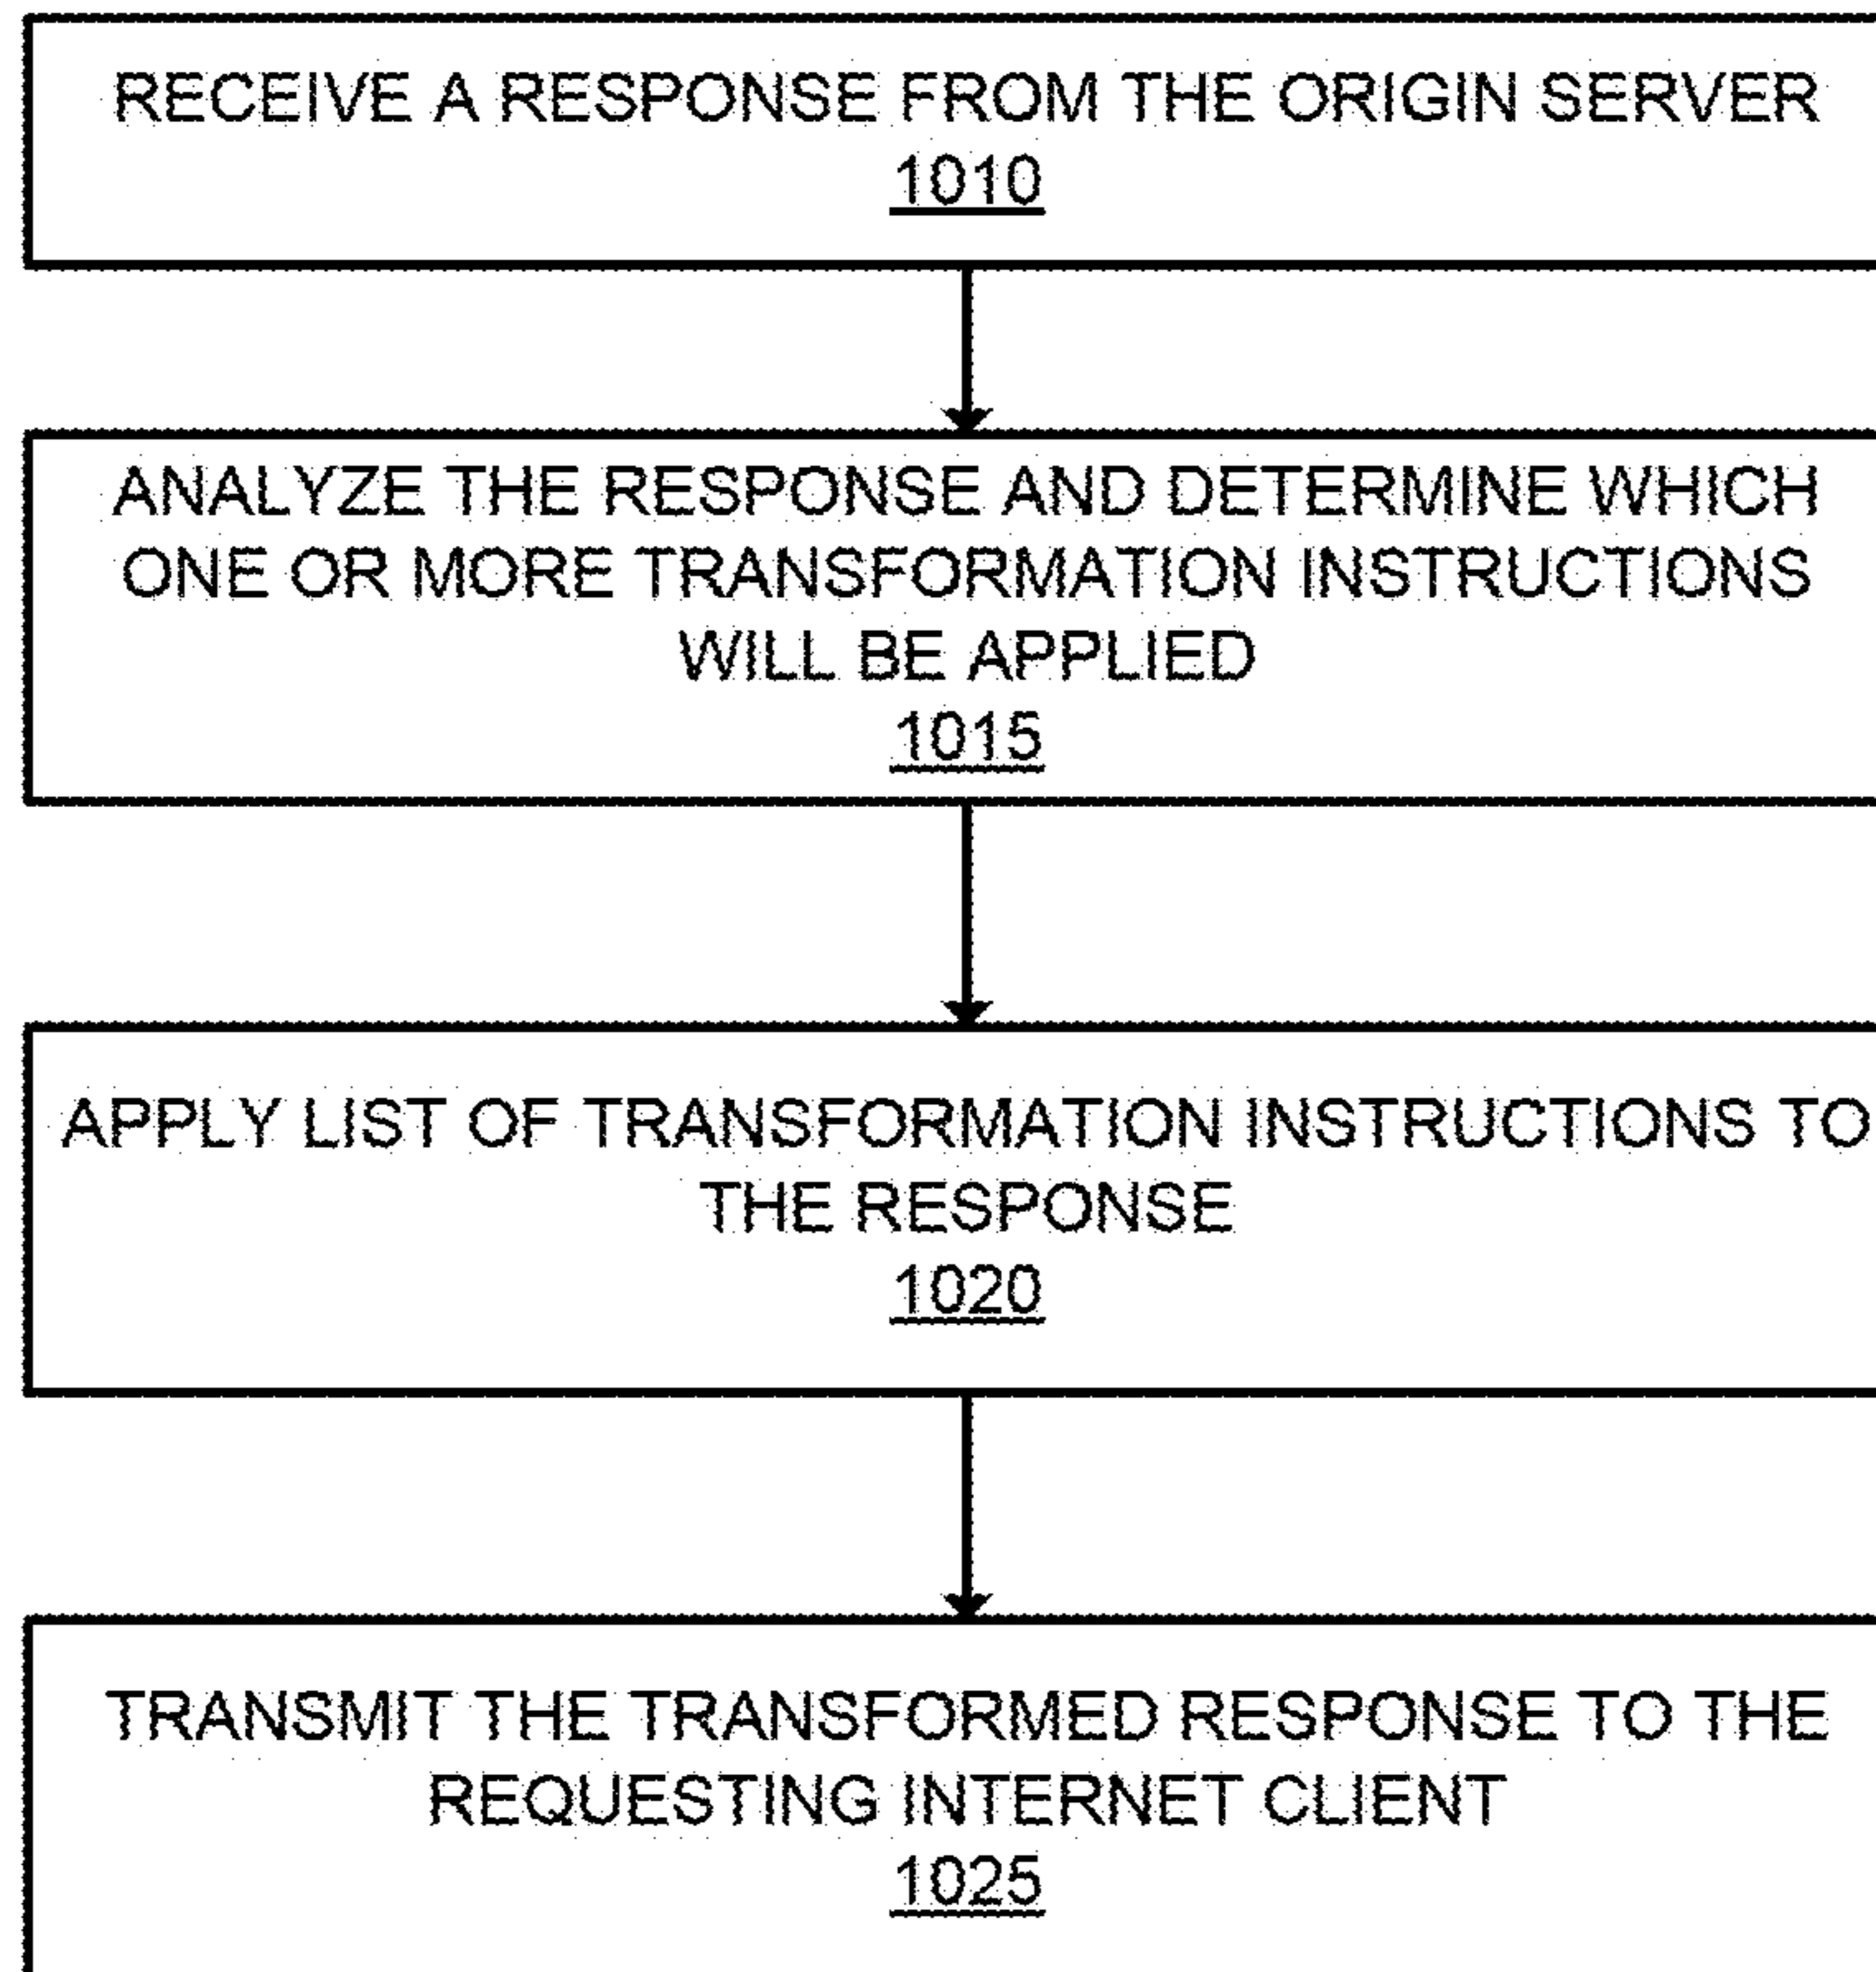 RECEIVE A RESPONSE FROM THE ORIGIN SERVER
1010
ANALYZE THE RESPONSE AND DETERMINE WHICH
ONE OR MORE TRANSFORMATION INSTRUCTIONS
WILL BE APPLIED
1015
APPLY LIST OF TRANSFORMATION INSTRUCTIONS TO
THE RESPONSE
1020
TRANSMIT THE TRANSFORMED RESPONSE TO THE
REQUESTING INTERNET CLIENT
1025